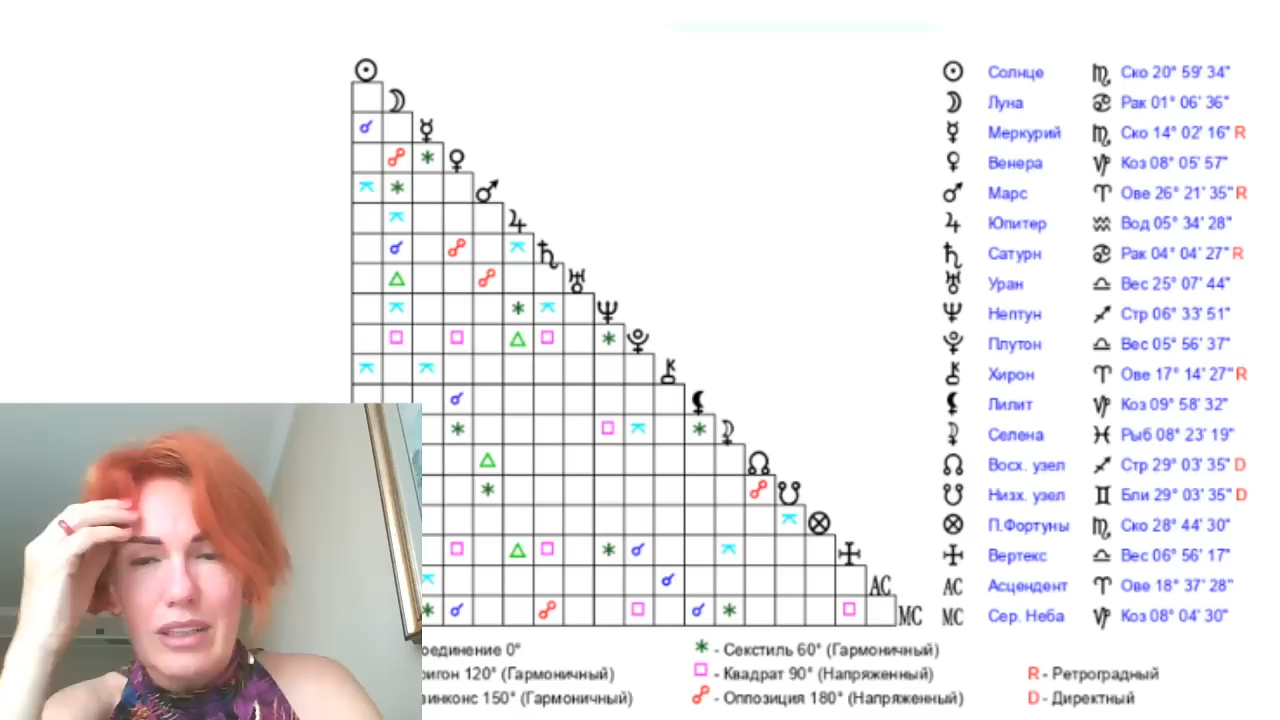 Солнце Ско 20° 59' 34"
Луна Рак 01° 06' 36"
Меркурий Ско 14° 02' 16" R
Венера Коз 08° 05' 57"
Марс Ове 26° 21' 35" R
Юпитер Вод 05° 34' 28"
Сатурн Рак 04° 04' 27" R
Уран Вес 25° 07' 44"
Нептун Стр 06° 33' 51"
Плутон Вес 05° 56' 37"
Хирон Ове 17° 14' 27" R
Лилит Коз 09° 58' 32"
Селена Рыб 08° 23' 19"
Восх. узел Стр 29° 03' 35" D
Низх. узел Бли 29° 03' 35" D
П.Фортуны Ско 28° 44' 30"
Вертекс Вес 06° 56' 17"
AC AC Асцендент Ове 18° 37' 28"
MC MC Сер. Неба Коз 08° 04' 30"
оединение 0° - Секстиль 60° (Гармоничный)
ригон 120° (Гармоничный) - Квадрат 90° (Напряженный) R - Ретроградный
винконс 150° (Гармоничный) - Оппозиция 180° (Напряженный) D - Директный